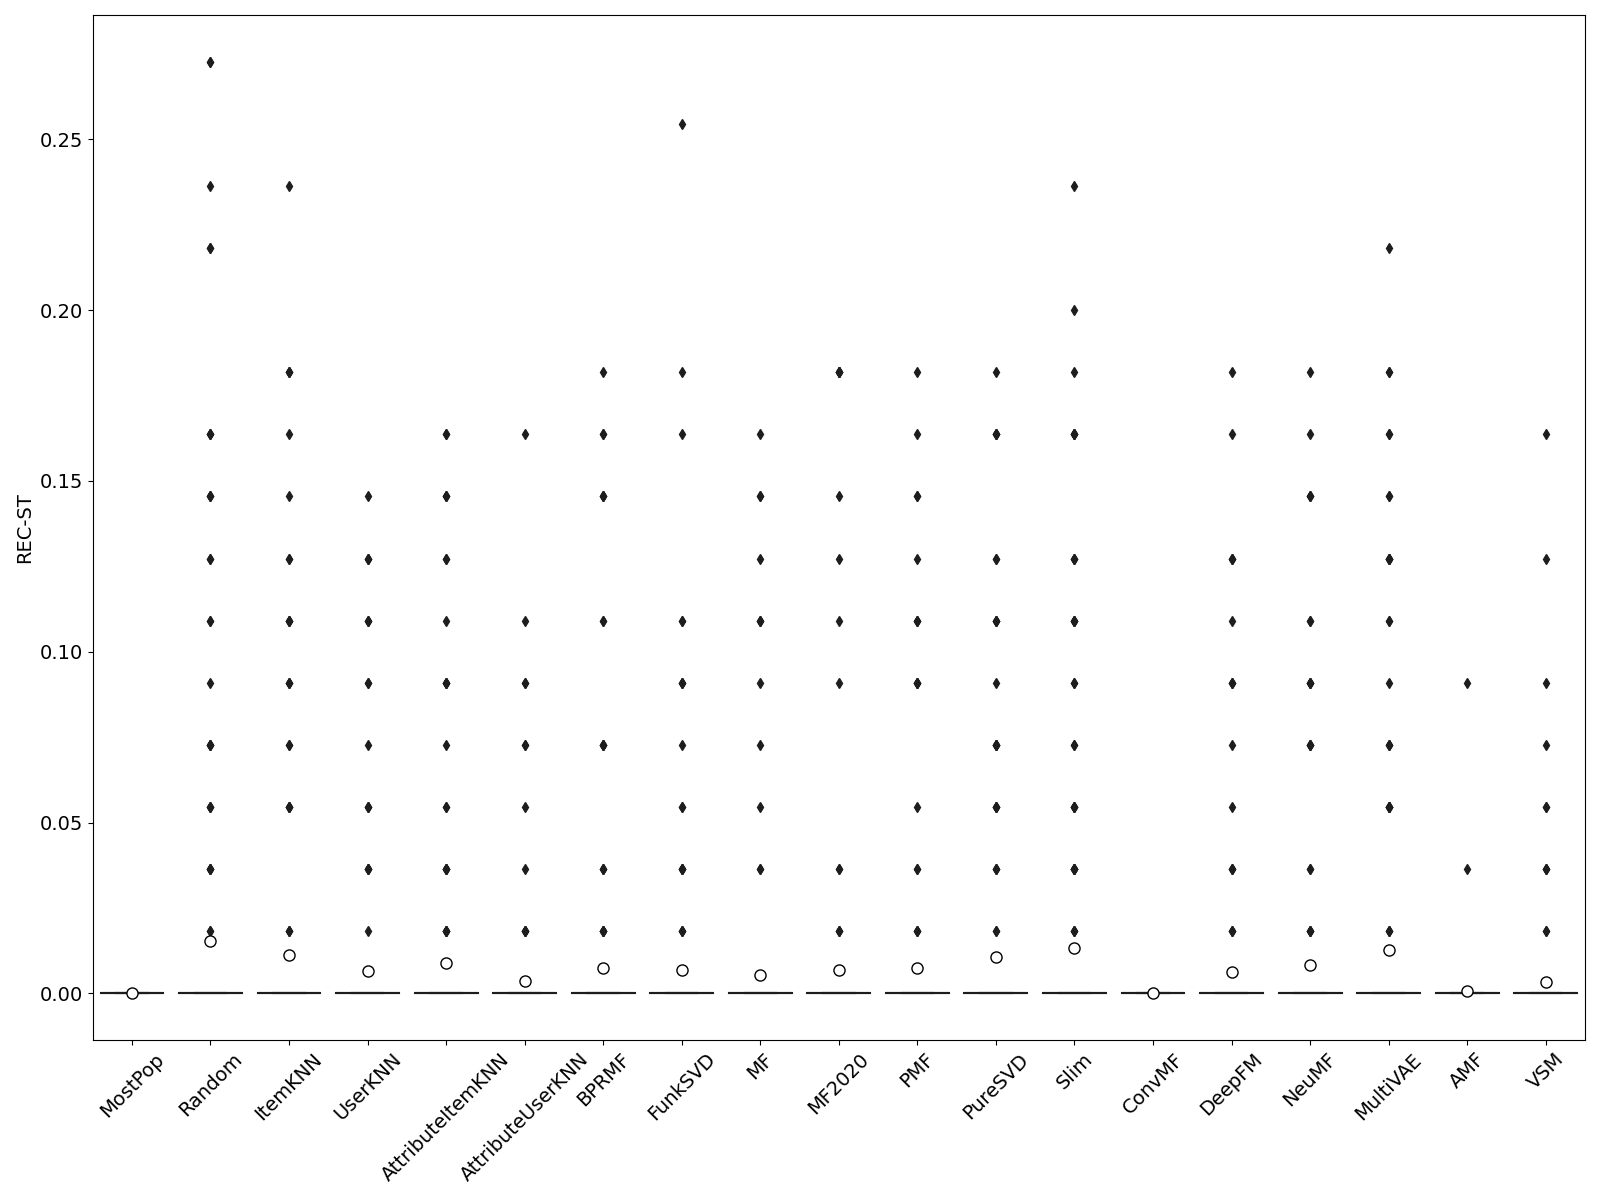 REC-ST
0.25
0.20
0.15
0.10
0.05
0.00
MostPop
Random
ItemKNN
UserKNN
AttributeItemKNN
AttributeUserKNN
BPRMF
FunkSVD
MF
MF2020
PMF
PureSVD
Slim
ConvMF
DeepFM
NeuMF
MultiVAE
AMF
VSM